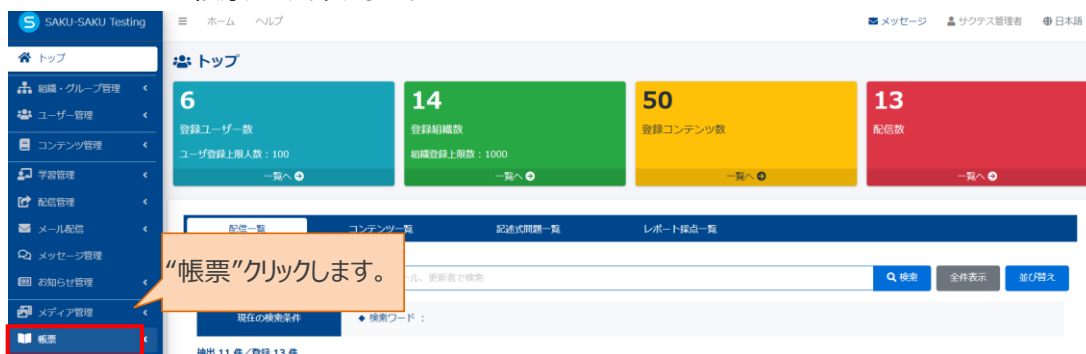 SAKU-SAKU Testing
ホーム ヘルプ
メッセージ サクテス管理者 日本語
トップ
組織・グループ管理
ユーザー管理
コンテンツ管理
学習管理
配信管理
メール配信
メッセージ管理
お知らせ管理
メディア管理
帳票
トップ
6
登録ユーザー数
ユーザ登録上限人数：100
一覧へ
14
登録組織数
組織登録上限数：1000
一覧へ
50
登録コンテンツ数
一覧へ
13
配信数
一覧へ
配信一覧 コンテンツ一覧 記述式問題一覧 レポート採点一覧
“帳票”クリックします。
ル、更新者で検索
検索 全件表示 並び替え
現在の検索条件
◆ 検索ワード：
抽出 11 件／登録 13 件